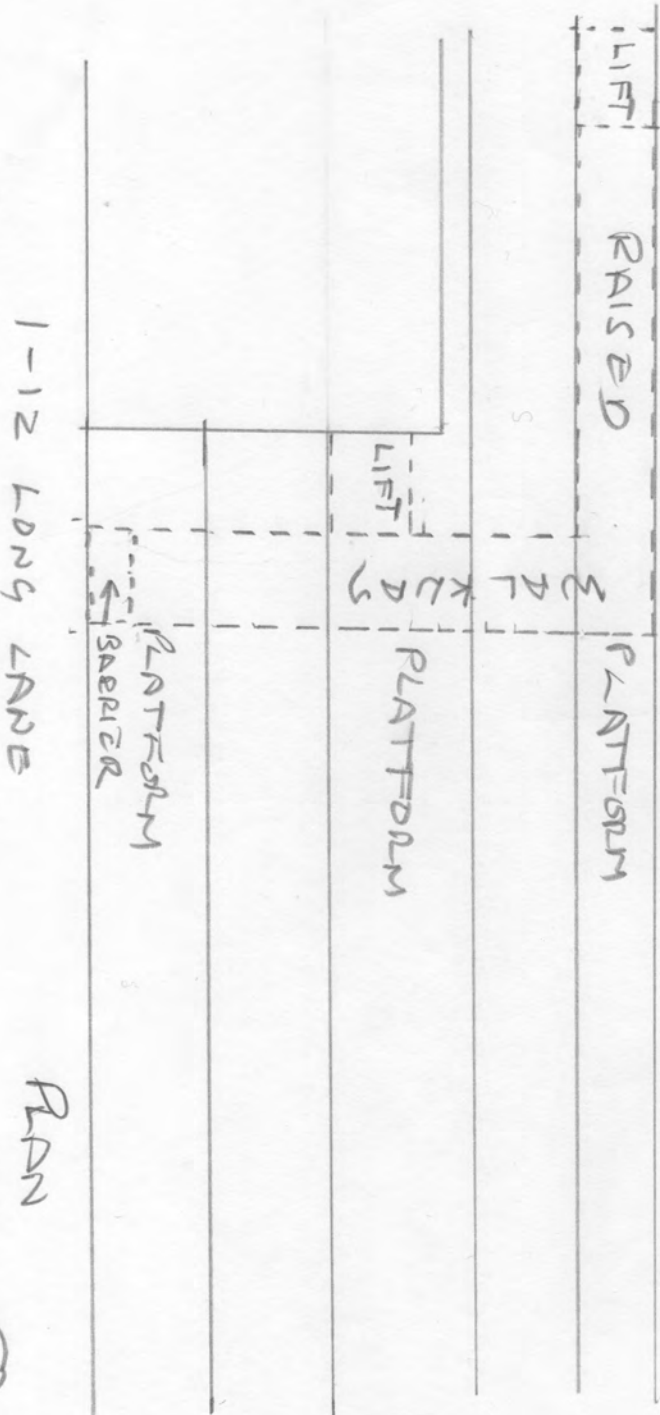 LIFT RAISED PLATFORM
WALKWAY
LIFT
PLATFORM
PLATFORM
BARRIER
1-12 LONG LANE PLAN